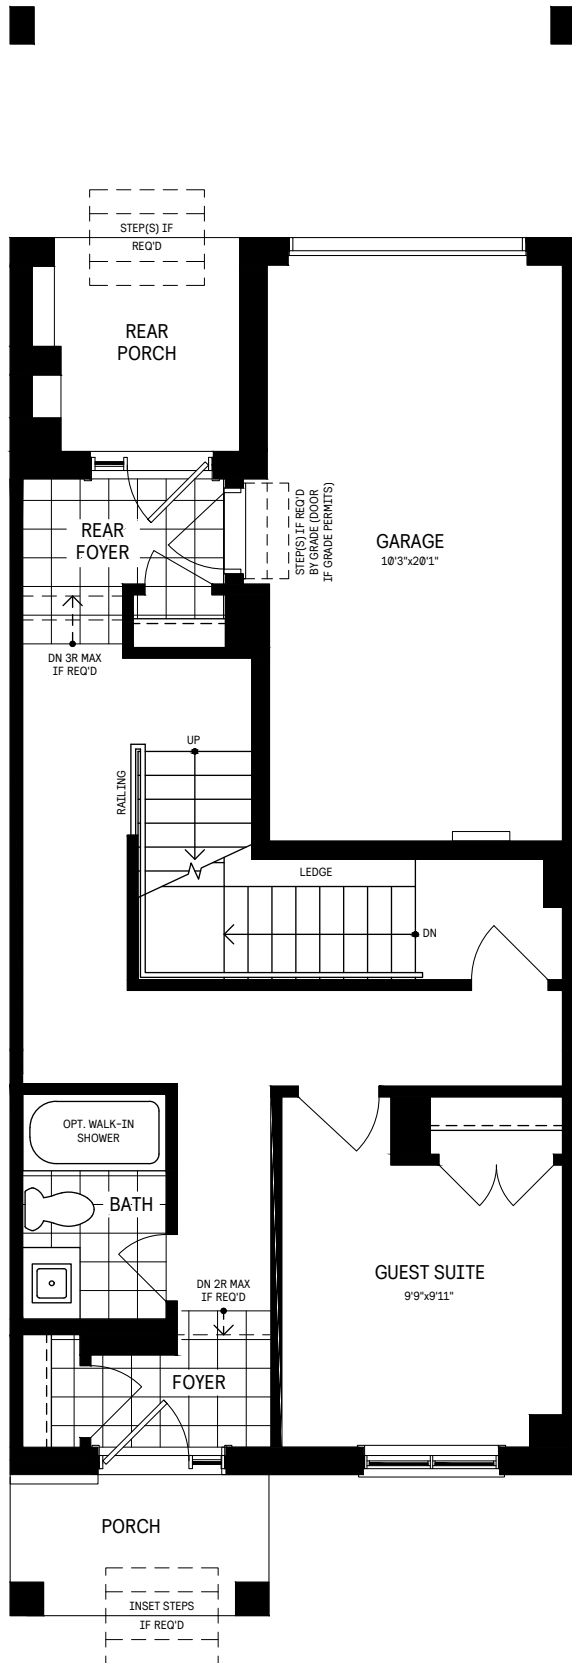 STEP(S) IF
REQ'D
REAR
PORCH
REAR
FOYER
STEP(S) IF REQ'D
BY GRADE (DOOR
IF GRADE PERMITS)
GARAGE
10'3"x20'1"
DN 3R MAX
IF REQ'D
UP
RAILING
LEDGE
DN
OPT. WALK-IN
SHOWER
BATH
GUEST SUITE
9'9"x9'11"
DN 2R MAX
IF REQ'D
FOYER
PORCH
INSET STEPS
IF REQ'D